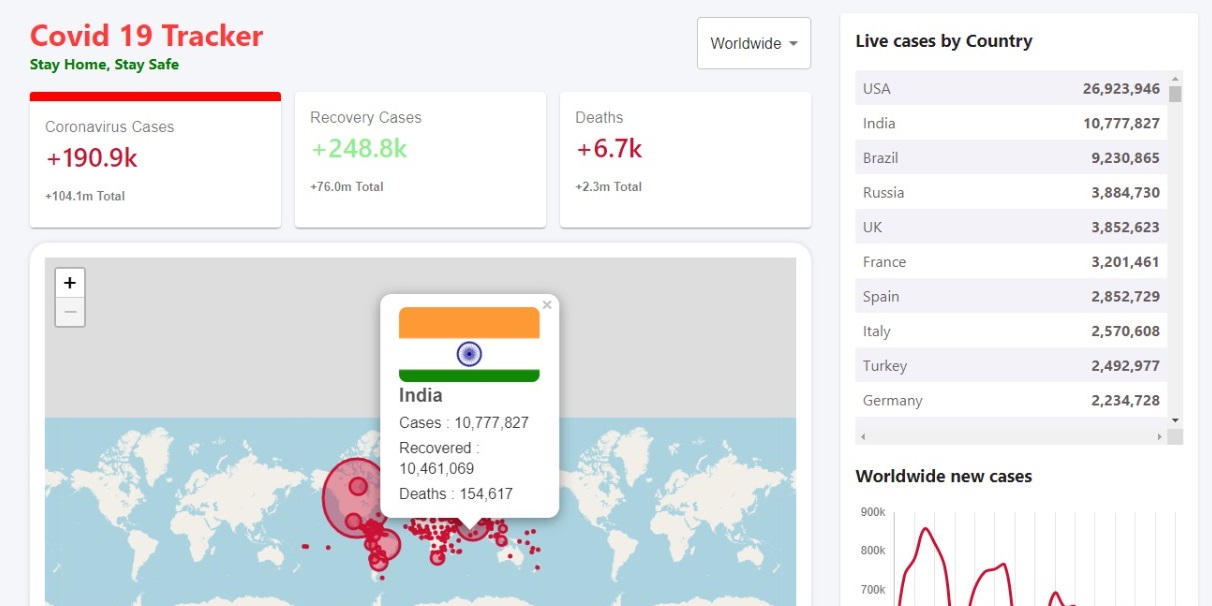 Covid 19 Tracker
Stay Home, Stay Safe
Worldwide
Coronavirus Cases
+190.9k
+104.1m Total
Recovery Cases
+248.8k
+76.0m Total
Deaths
+6.7k
+2.3m Total
+
−
×
India
Cases : 10,777,827
Recovered :
10,461,069
Deaths : 154,617
Live cases by Country
USA 26,923,946
India 10,777,827
Brazil 9,230,865
Russia 3,884,730
UK 3,852,623
France 3,201,461
Spain 2,852,729
Italy 2,570,608
Turkey 2,492,977
Germany 2,234,728
Worldwide new cases
900k
800k
700k